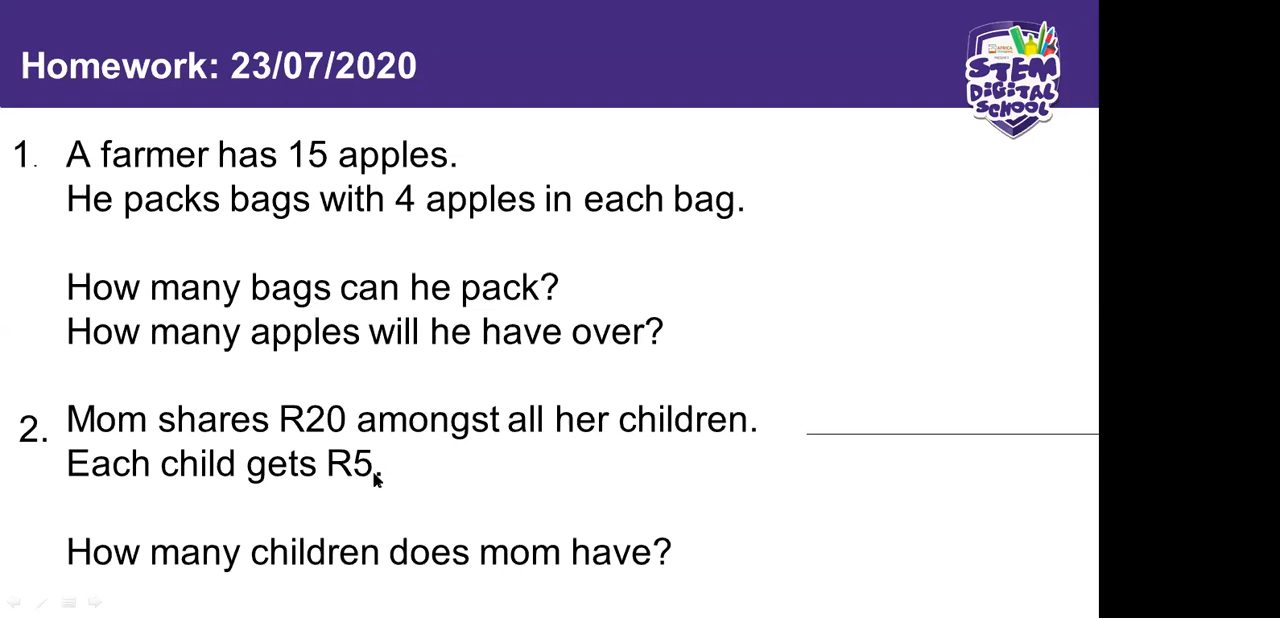 Homework: 23/07/2020
STEM
DiGiTAL
SCHOOL
1. A farmer has 15 apples.
He packs bags with 4 apples in each bag.
How many bags can he pack?
How many apples will he have over?
2. Mom shares R20 amongst all her children.
Each child gets R5.
How many children does mom have?